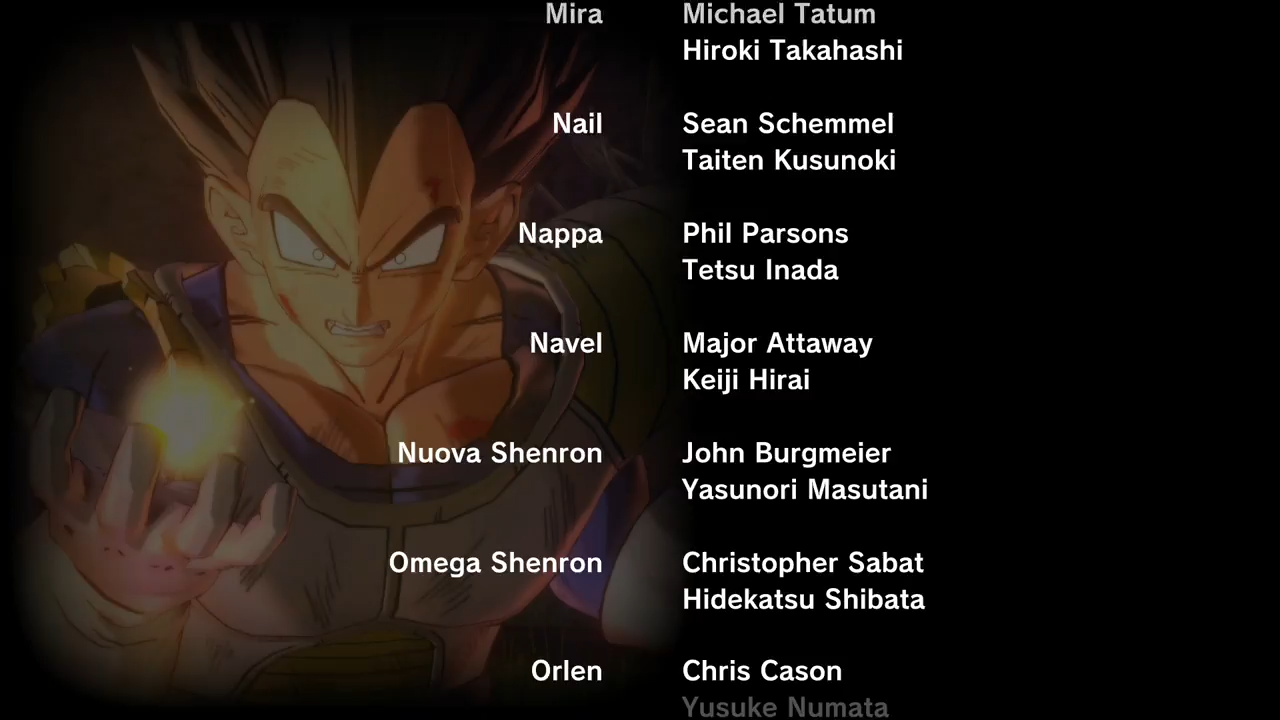 Mira Michael Tatum
Hiroki Takahashi
Nail Sean Schemmel
Taiten Kusunoki
Nappa Phil Parsons
Tetsu Inada
Navel Major Attaway
Keiji Hirai
Nuova Shenron John Burgmeier
Yasunori Masutani
Omega Shenron Christopher Sabat
Hidekatsu Shibata
Orlen Chris Cason
Yusuke Numata